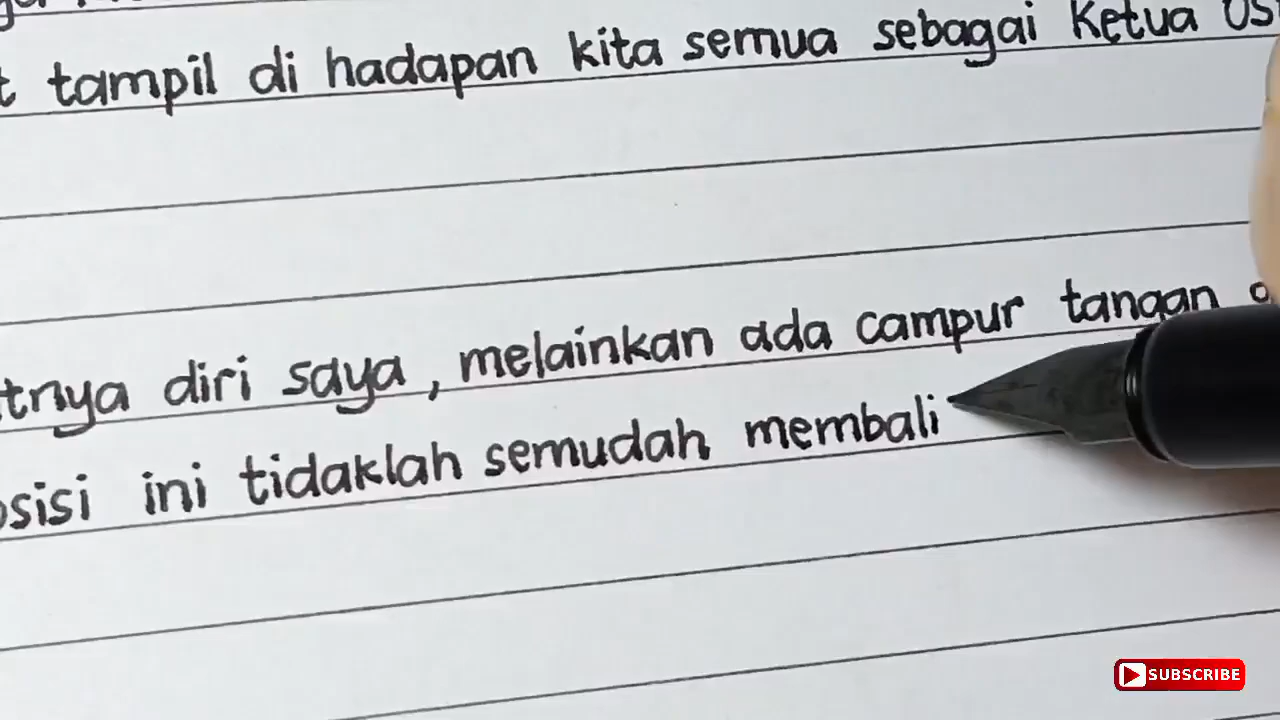 tampil di hadapan kita semua sebagai Ketua
diri saya, melainkan ada campur tangan
ini tidaklah semudah membali
SUBSCRIBE